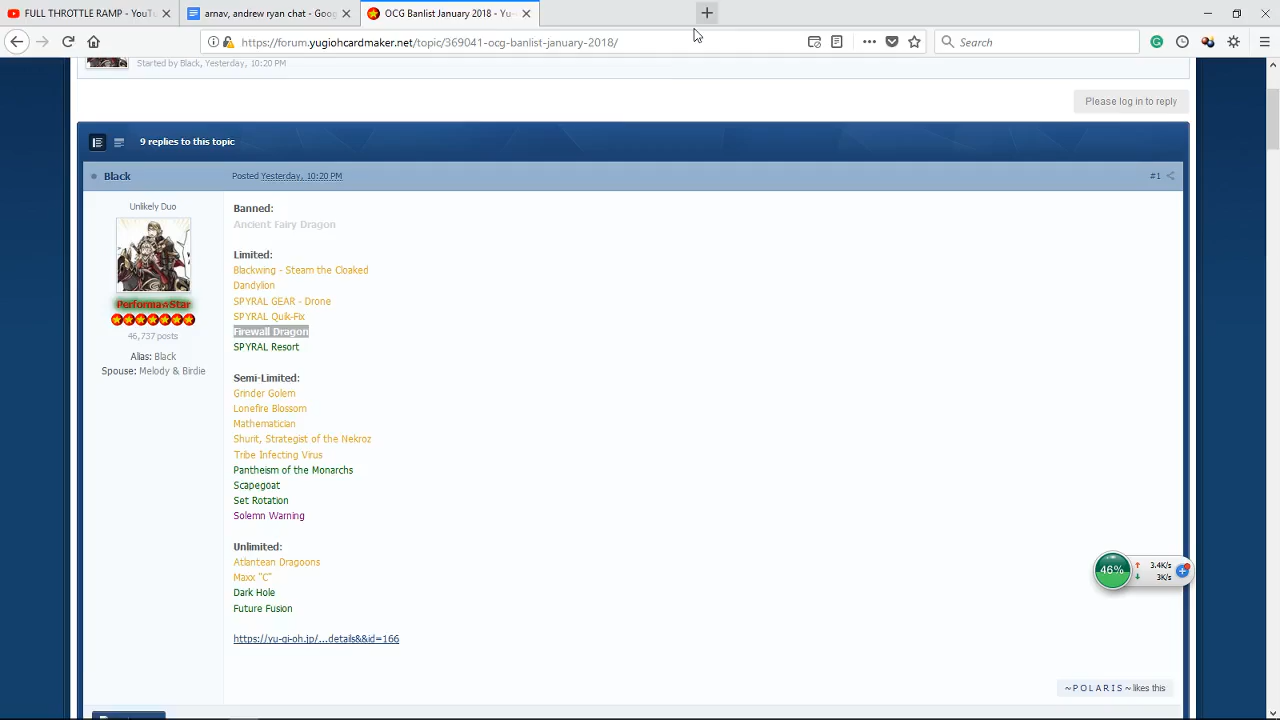 FULL THROTTLE RAMP - YouTu
arnav, andrew ryan chat - Goog
OCG Banlist January 2018 - Yu-
https://forum.yugiohcardmaker.net/topic/369041-ocg-banlist-january-2018/
Search
Started by Black, Yesterday, 10:20 PM
Please log in to reply
9 replies to this topic
Black
Posted Yesterday, 10:20 PM
#1
Unlikely Duo
Performa☆Star
46,737 posts
Alias: Black
Spouse: Melody & Birdie
Banned:
Ancient Fairy Dragon
Limited:
Blackwing - Steam the Cloaked
Dandylion
SPYRAL GEAR - Drone
SPYRAL Quik-Fix
Firewall Dragon
SPYRAL Resort
Semi-Limited:
Grinder Golem
Lonefire Blossom
Mathematician
Shurit, Strategist of the Nekroz
Tribe Infecting Virus
Pantheism of the Monarchs
Scapegoat
Set Rotation
Solemn Warning
Unlimited:
Atlantean Dragoons
Maxx "C"
Dark Hole
Future Fusion
https://yu-gi-oh.jp/...details&&id=166
46%
3K/s
~ P O L A R I S ~ likes this